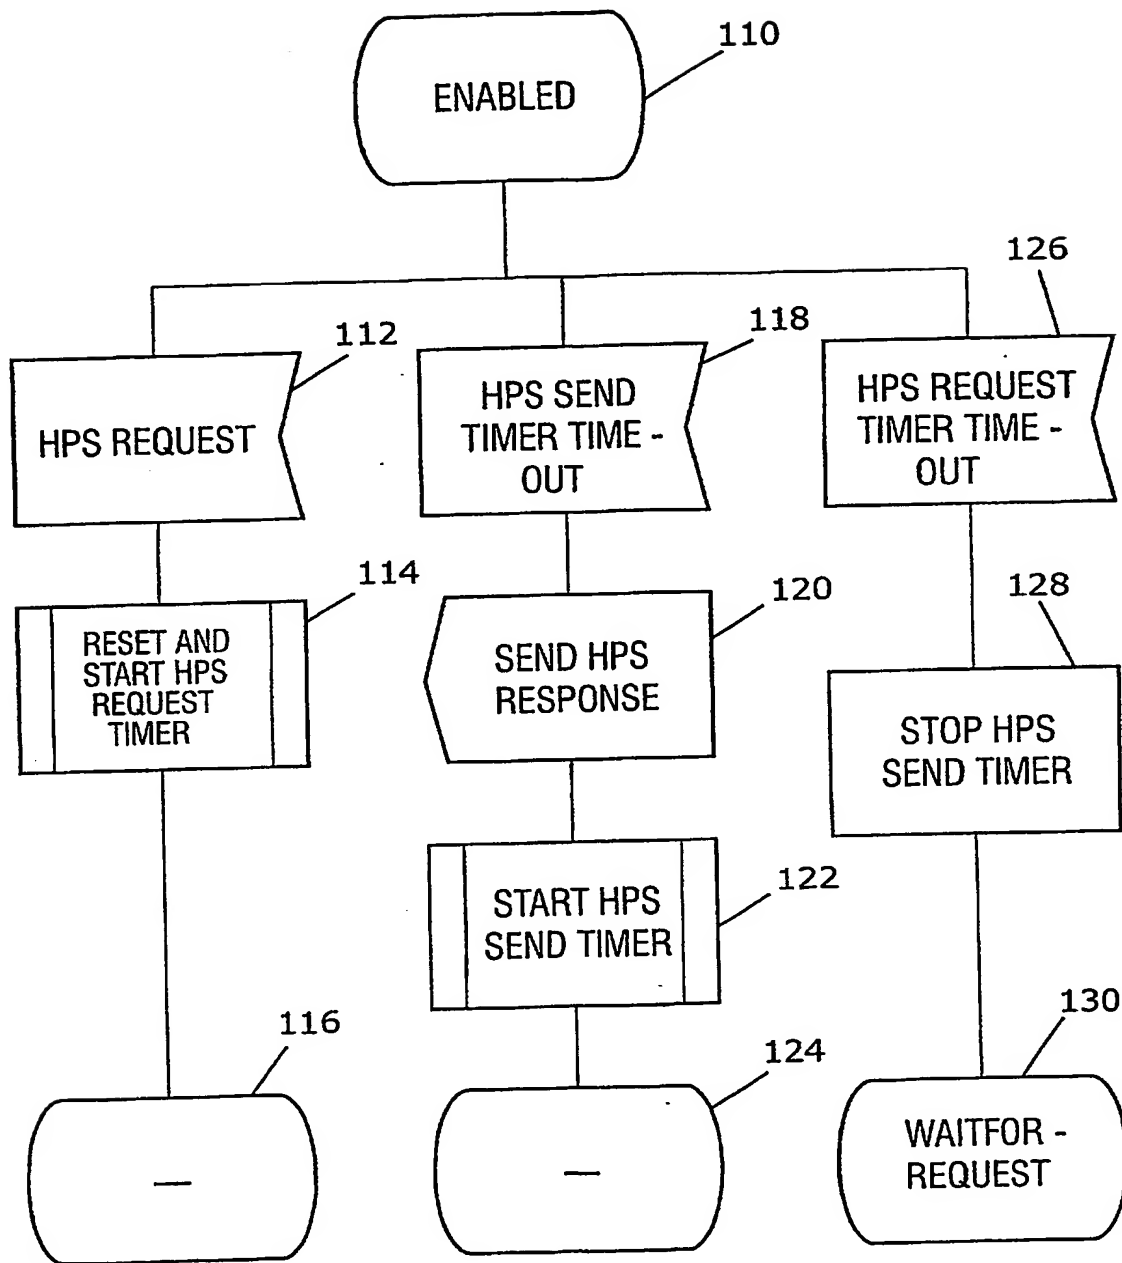 110
ENABLED
126
112
118
HPS REQUEST
HPS SEND
TIMER TIME -
OUT
HPS REQUEST
TIMER TIME -
OUT
114
120
128
RESET AND
START HPS
REQUEST
TIMER
SEND HPS
RESPONSE
STOP HPS
SEND TIMER
122
START HPS
SEND TIMER
116
124
130
—
—
WAITFOR -
REQUEST